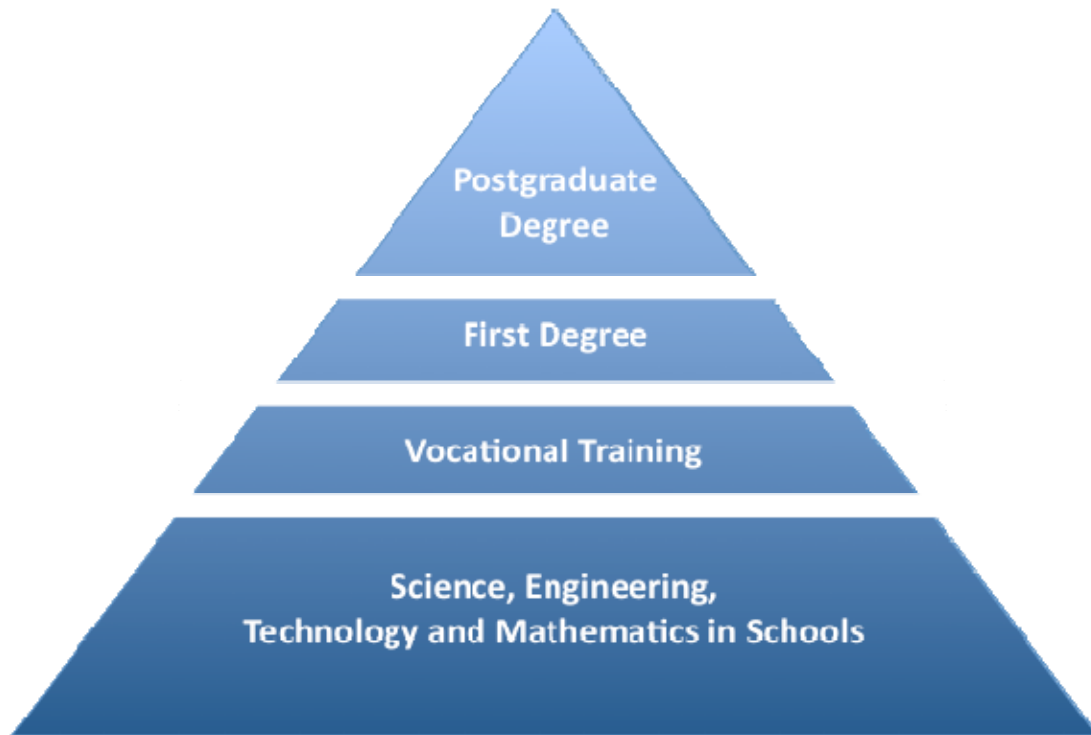 Postgraduate
Degree
First Degree
Vocational Training
Science, Engineering,
Technology and Mathematics in Schools